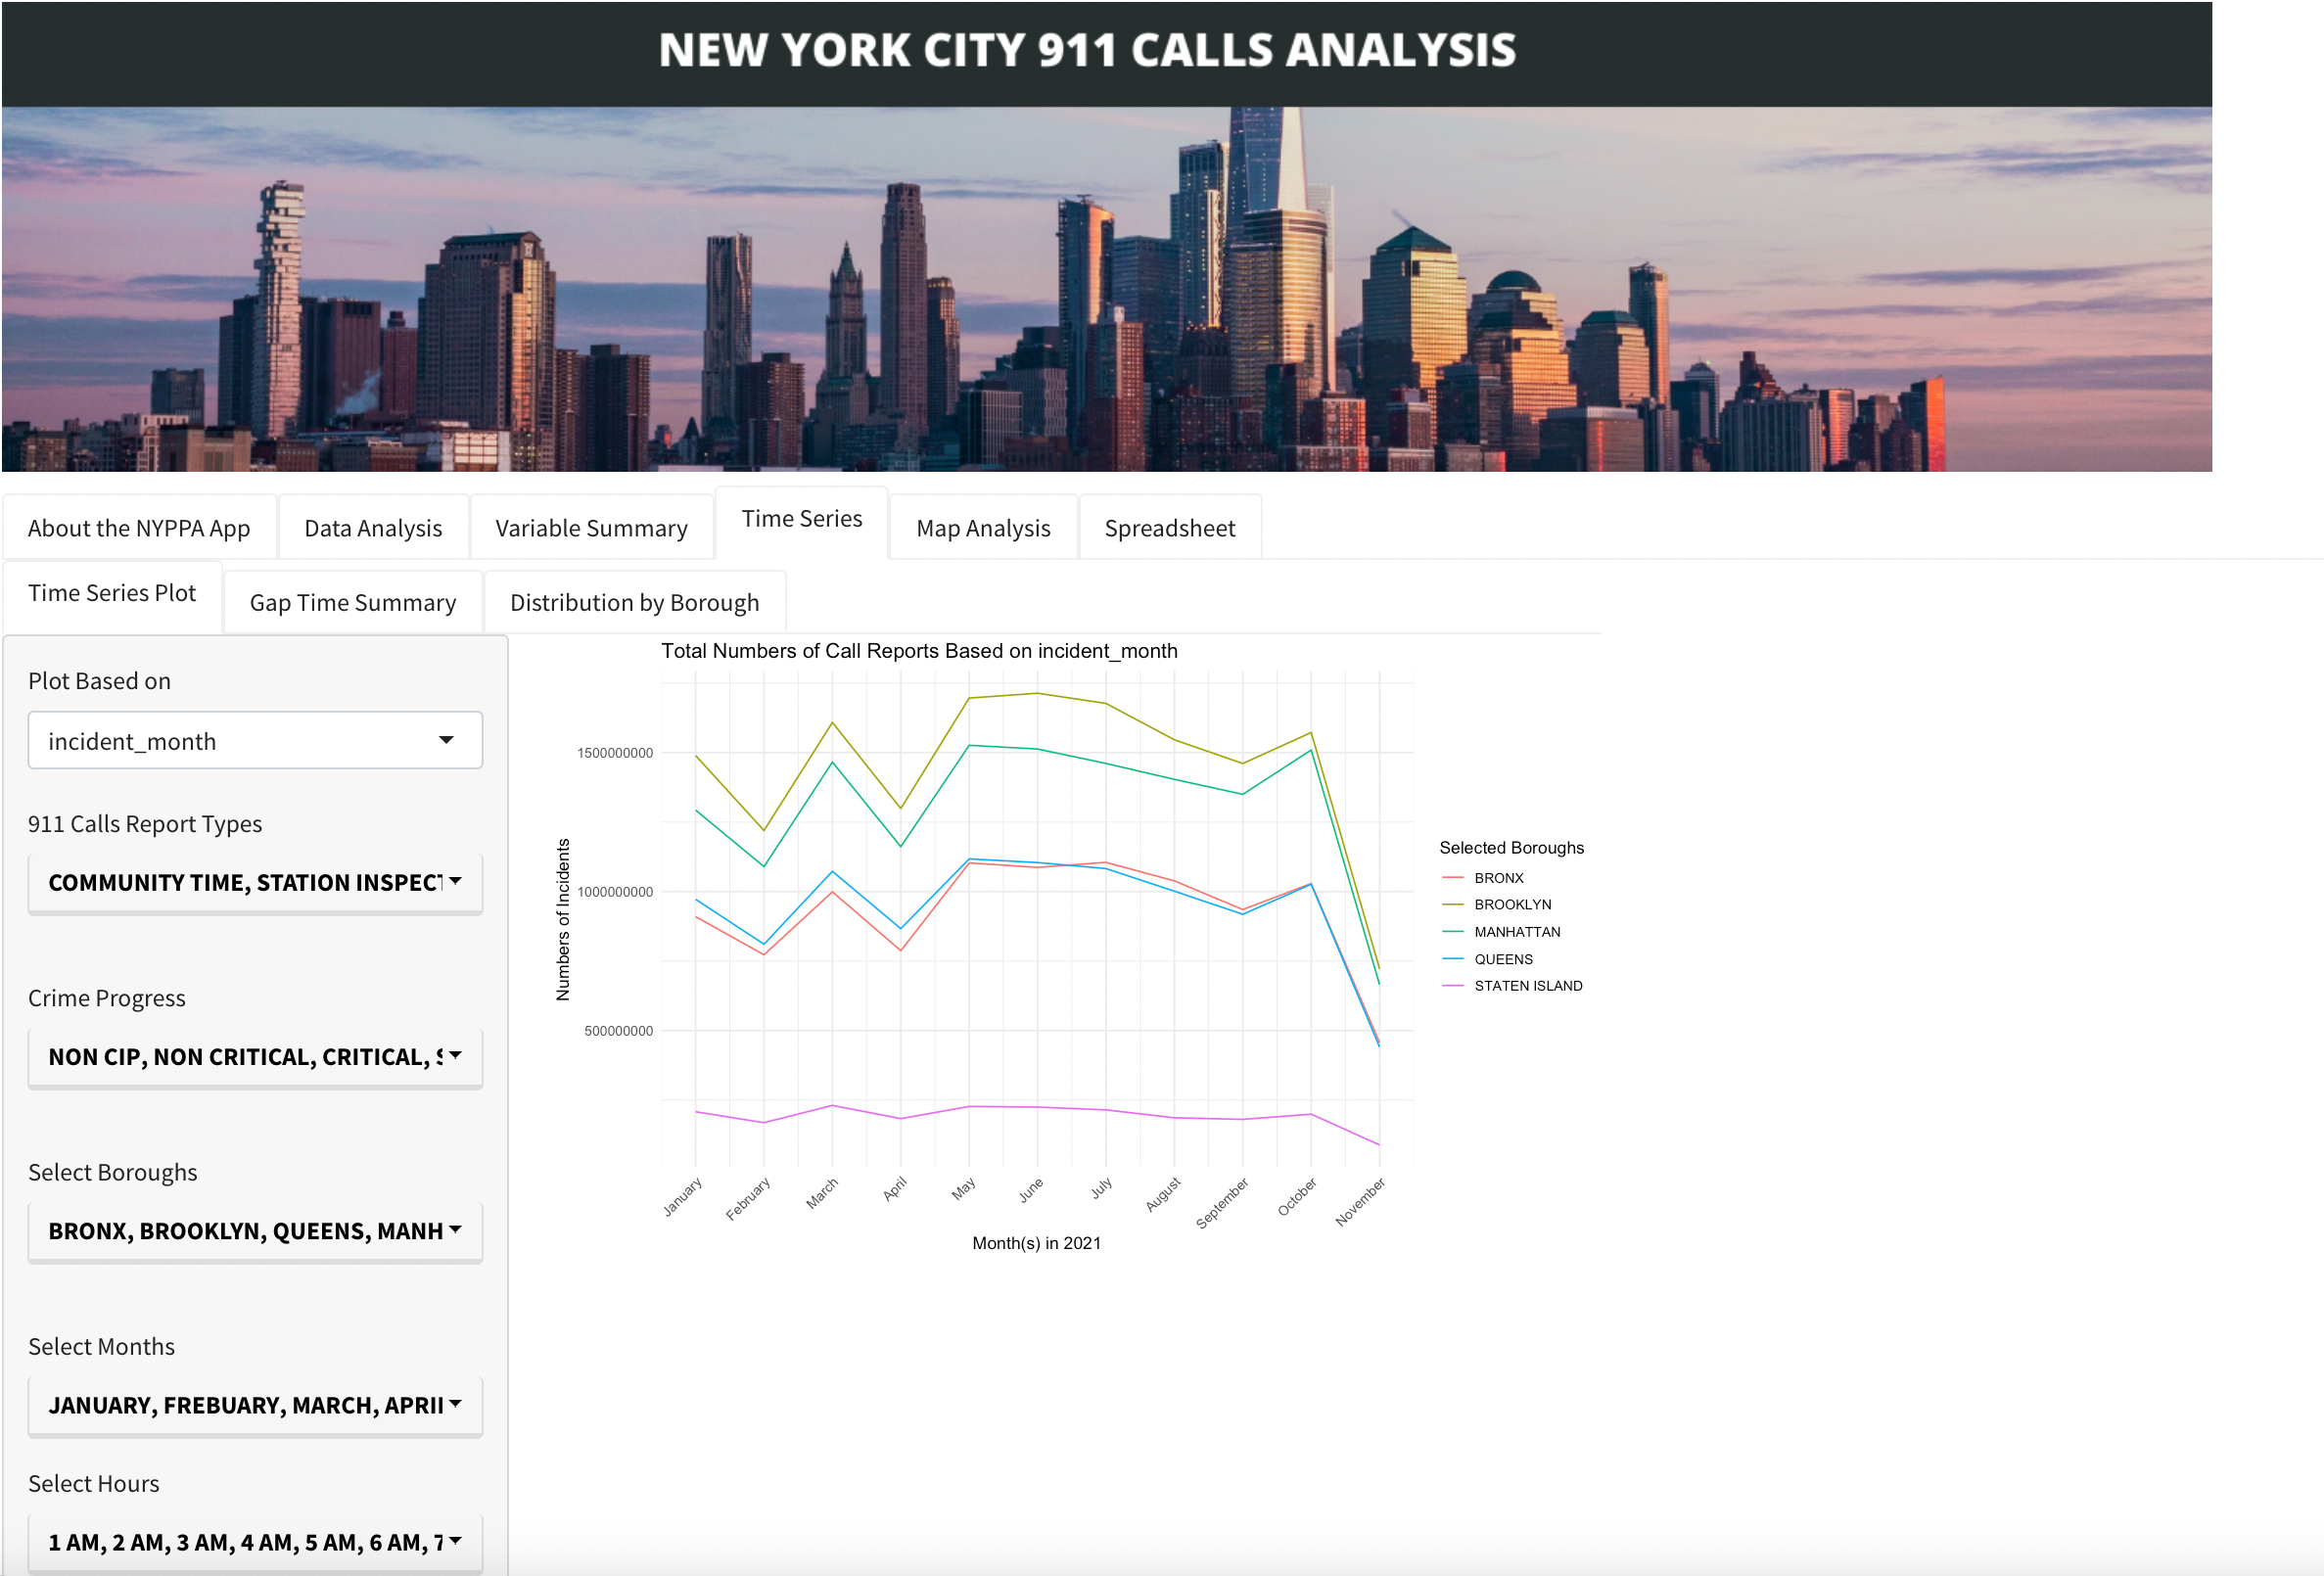 NEW YORK CITY 911 CALLS ANALYSIS
About the NYPPA App
Data Analysis
Variable Summary
Time Series
Map Analysis
Spreadsheet
Time Series Plot
Gap Time Summary
Distribution by Borough
Plot Based on
incident_month
911 Calls Report Types
COMMUNITY TIME, STATION INSPECT
Crime Progress
NON CIP, NON CRITICAL, CRITICAL, S
Select Boroughs
BRONX, BROOKLYN, QUEENS, MANH
Select Months
JANUARY, FREBUARY, MARCH, APRIL
Select Hours
1 AM, 2 AM, 3 AM, 4 AM, 5 AM, 6 AM, 7
Total Numbers of Call Reports Based on incident_month
Numbers of Incidents
1500000000
1000000000
500000000
January
February
March
April
May
June
July
August
September
October
November
Month(s) in 2021
Selected Boroughs
BRONX
BROOKLYN
MANHATTAN
QUEENS
STATEN ISLAND